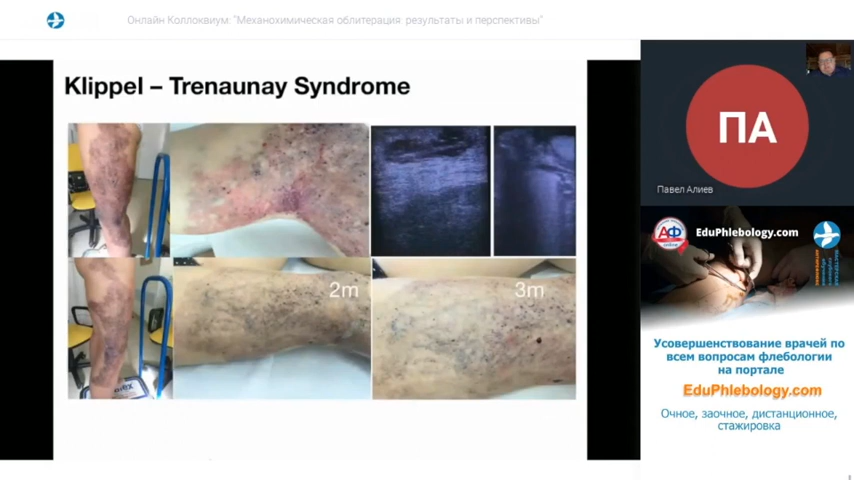 Онлайн Коллоквиум: "Механохимическая облитерация результаты и перспективы"
Klippel – Trenaunay Syndrome
2m
3m
ПА
Павел Алиев
АФ
EduPhlebology.com
Усовершенствование врачей по
всем вопросам флебологии
на портале
EduPhlebology.com
Очное, заочное, дистанционное,
стажировка